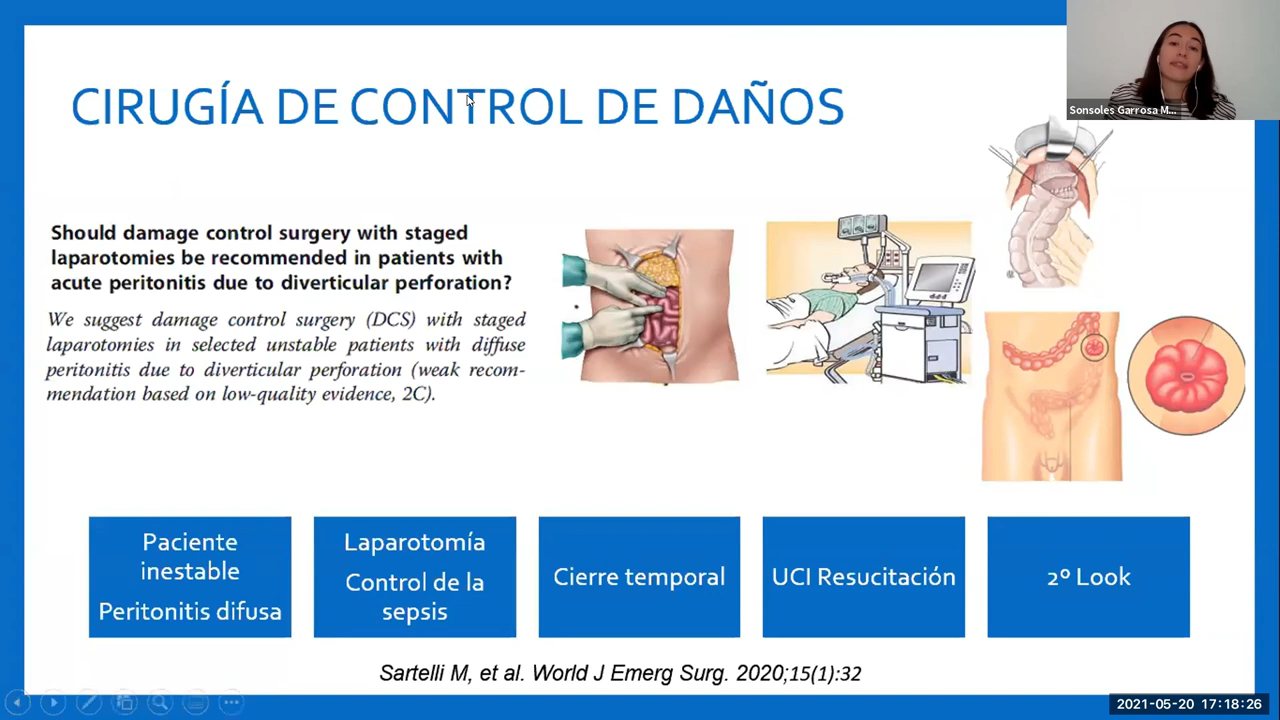 CIRUGÍA DE CONTROL DE DAÑOS
Sonsoles Garrosa M...
Should damage control surgery with staged
laparotomies be recommended in patients with
acute peritonitis due to diverticular perforation?
We suggest damage control surgery (DCS) with staged
laparotomies in selected unstable patients with diffuse
peritonitis due to diverticular perforation (weak recom-
mendation based on low-quality evidence, 2C).
Paciente
inestable
Peritonitis difusa
Laparotomía
Control de la
sepsis
Cierre temporal
UCI Resucitación
2º Look
Sartelli M, et al. World J Emerg Surg. 2020;15(1):32
2021-05-20 17:18:26